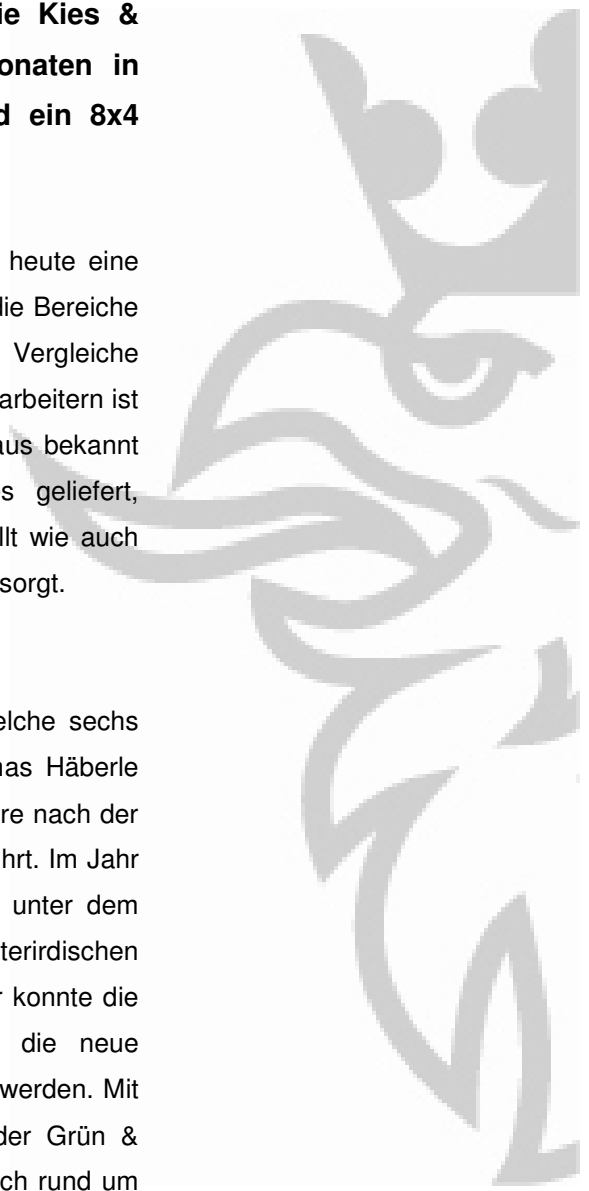 ie Kies &
onaten in
d ein 8x4
heute eine
die Bereiche
Vergleiche
arbeitern ist
aus bekannt
s geliefert,
llt wie auch
sorgt.
elche sechs
nas Häberle
re nach der
hrt. Im Jahr
unter dem
terirdischen
r konnte die
die neue
werden. Mit
der Grün &
ch rund um